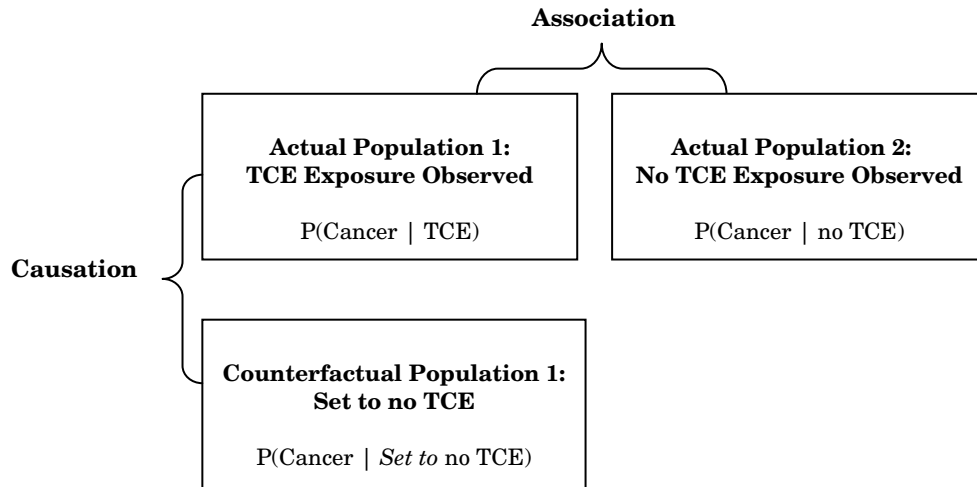 Association
Actual Population 1:
TCE Exposure Observed
P(Cancer | TCE)
Actual Population 2:
No TCE Exposure Observed
P(Cancer | no TCE)
Causation
Counterfactual Population 1:
Set to no TCE
P(Cancer | Set to no TCE)